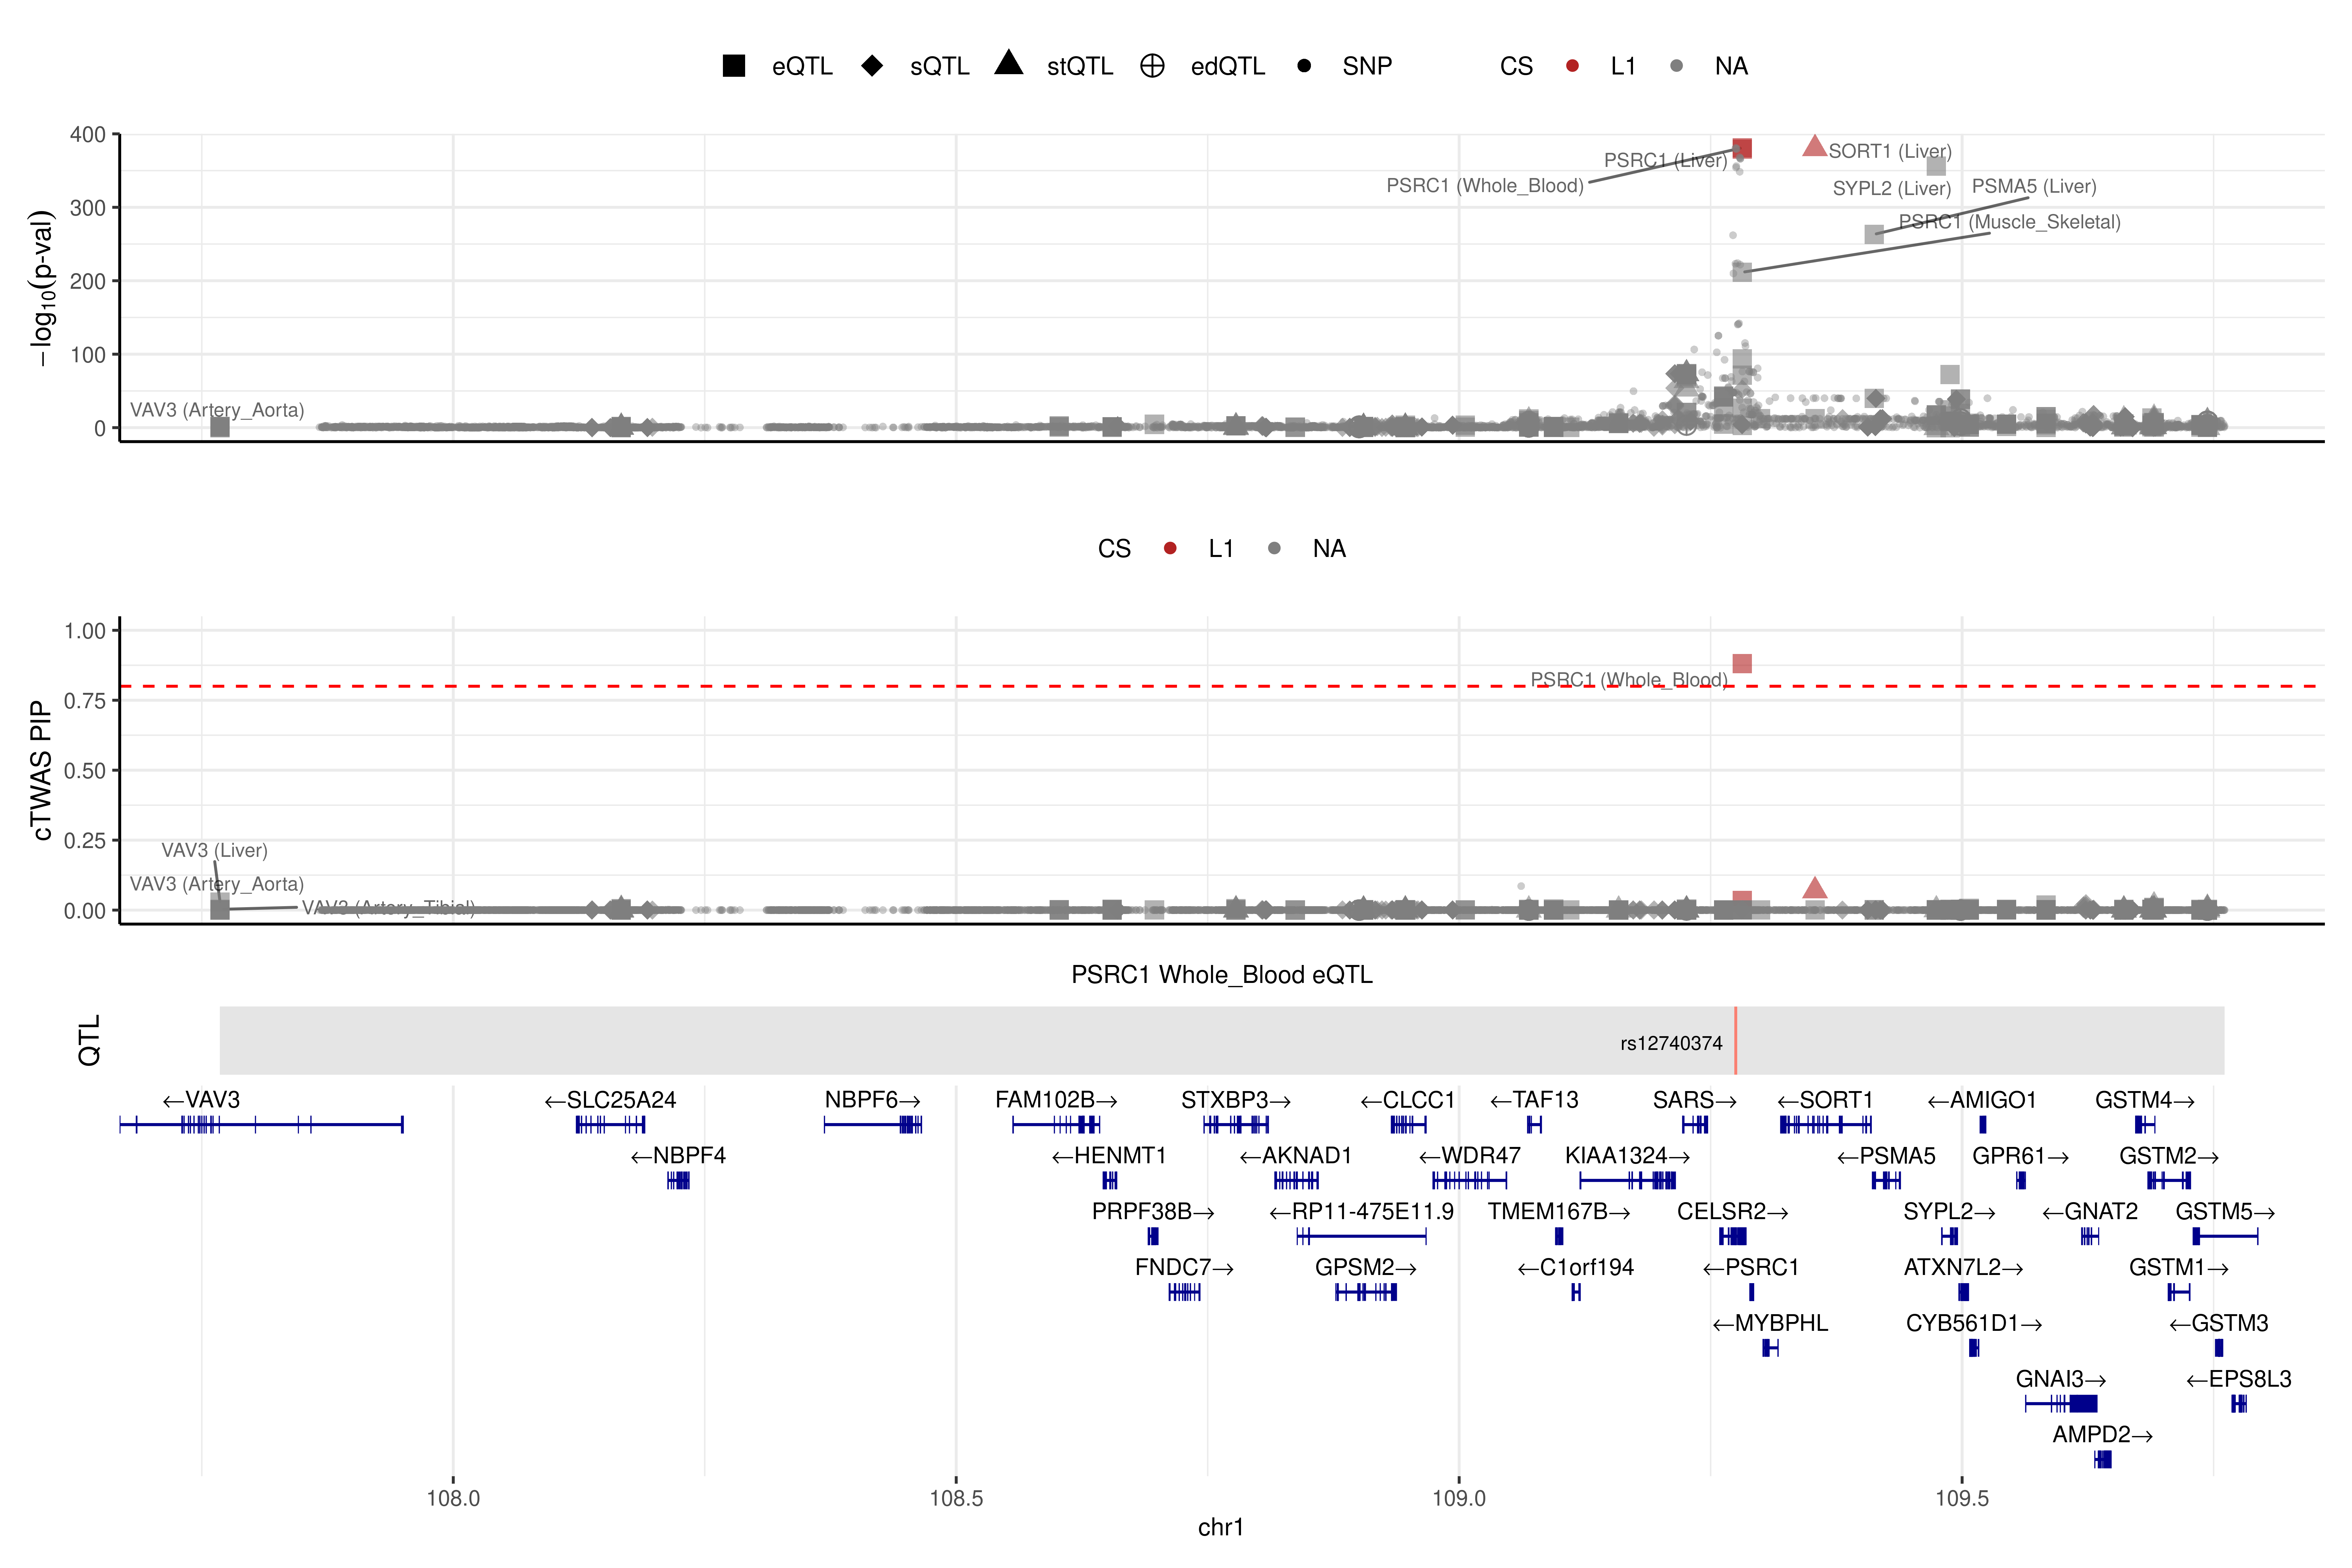 eQTL sQTL stQTL edQTL SNP CS L1 NA
−log10(p-val)
400
300
200
100
0
PSRC1 (Liver)
SORT1 (Liver)
PSRC1 (Whole_Blood)
SYPL2 (Liver)
PSMA5 (Liver)
PSRC1 (Muscle_Skeletal)
VAV3 (Artery_Aorta)
CS L1 NA
cTWAS PIP
1.00
0.75
0.50
0.25
0.00
PSRC1 (Whole_Blood)
VAV3 (Liver)
VAV3 (Artery_Aorta)
VAV3 (Artery_Tibial)
PSRC1 Whole_Blood eQTL
QTL
rs12740374
←VAV3 ←SLC25A24 NBPF6→ FAM102B→ STXBP3→ ←CLCC1 ←TAF13 SARS→ ←SORT1 ←AMIGO1 GSTM4→
←NBPF4 ←HENMT1 ←AKNAD1 ←WDR47 KIAA1324→ ←PSMA5 GPR61→ GSTM2→
PRPF38B→ ←RP11-475E11.9 TMEM167B→ CELSR2→ SYPL2→ ←GNAT2 GSTM5→
FNDC7→ GPSM2→ ←C1orf194 ←PSRC1 ATXN7L2→ GSTM1→
←MYBPHL CYB561D1→ ←GSTM3
GNAI3→ ←EPS8L3
AMPD2→
108.0 108.5 109.0 109.5
chr1